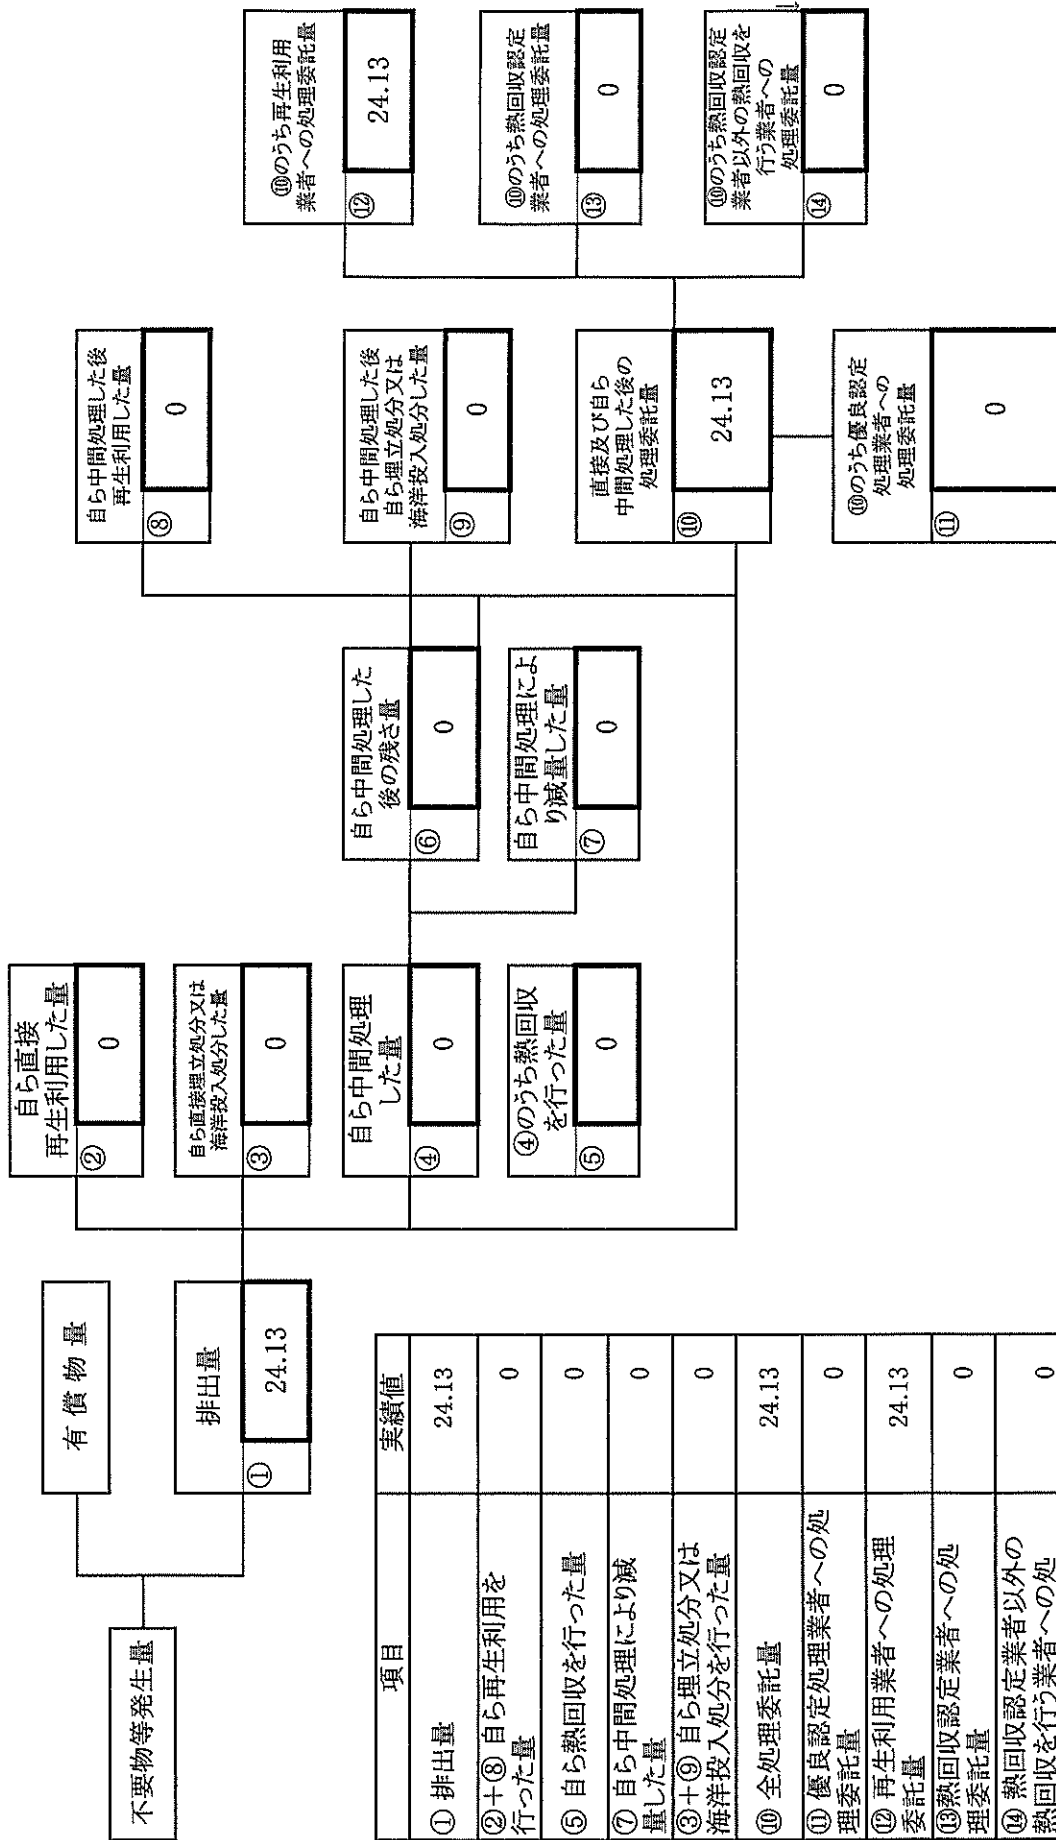 不要物等発生量
有償物量
排出量
①
24.13
自ら直接
再生利用した量
②
0
自ら直接埋立処分又は
海洋投入処分した量
③
0
自ら中間処理
した量
④
0
④のうち熱回収
を行った量
⑤
0
自ら中間処理した
後の残さ量
⑥
0
自ら中間処理によ
り減量した量
⑦
0
自ら中間処理した後
再生利用した量
⑧
0
自ら中間処理した後
自ら埋立処分又は
海洋投入処分した量
⑨
0
直接及び自ら
中間処理した後の
処理委託量
⑩
24.13
⑩のうち優良認定
処理業者への
処理委託量
⑪
0
⑩のうち再生利用
業者への処理委託量
⑫
24.13
⑩のうち熱回収認定
業者への処理委託量
⑬
0
⑩のうち熱回収認定
業者以外の熱回収を
行う業者への
処理委託量
⑭
0
項目 実績値
① 排出量 24.13
②+⑧ 自ら再生利用を
行った量 0
⑤ 自ら熱回収を行った量 0
⑦ 自ら中間処理により減
量した量 0
③+⑨ 自ら埋立処分又は
海洋投入処分を行った量 0
⑩ 全処理委託量 24.13
⑪ 優良認定処理業者への処
理委託量 0
⑫ 再生利用業者への処理
委託量 24.13
⑬熱回収認定業者への処
理委託量 0
⑭ 熱回収認定業者以外の
熱回収を行う業者への処 0